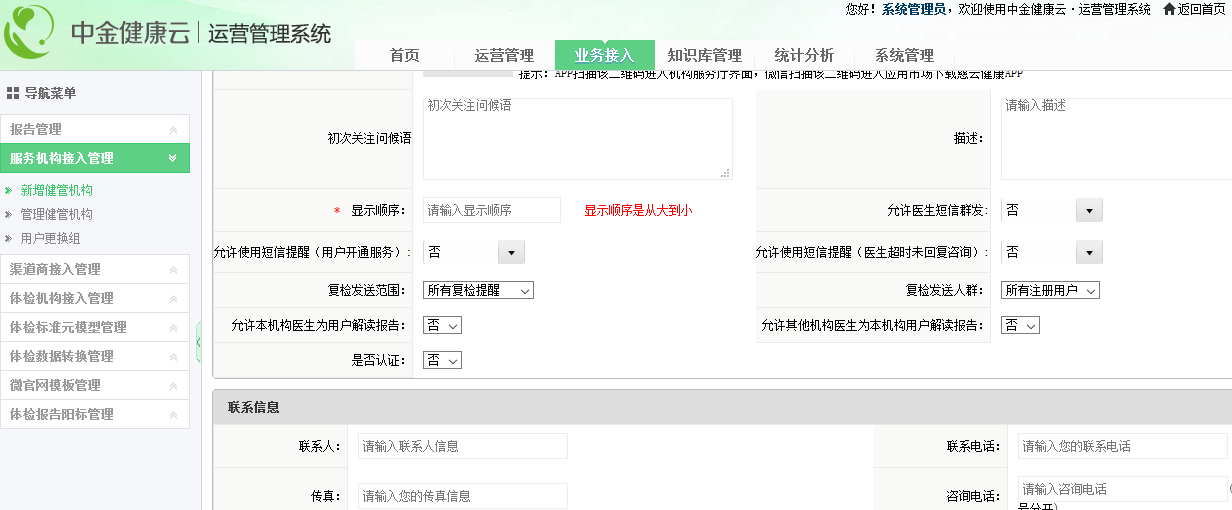 您好！系统管理员，欢迎使用中金健康云·运营管理系统 返回首页
中金健康云 运营管理系统
首页 运营管理 业务接入 知识库管理 统计分析 系统管理
提示：APP扫描该二维码进入机构服务厅界面，微信扫描该二维码进入应用市场下载慈云健康APP
导航菜单
报告管理
服务机构接入管理
新增健管机构
管理健管机构
用户更换组
渠道商接入管理
体检机构接入管理
体检标准元模型管理
体检数据转换管理
微官网模板管理
体检报告阳标管理
初次关注问候语 初次关注问候语 描述： 请输入描述
* 显示顺序： 请输入显示顺序 显示顺序是从大到小 允许医生短信群发: 否
允许使用短信提醒（用户开通服务）: 否 允许使用短信提醒（医生超时未回复咨询）: 否
复检发送范围： 所有复检提醒 复检发送人群： 所有注册用户
允许本机构医生为用户解读报告： 否 允许其他机构医生为本机构用户解读报告： 否
是否认证： 否
联系信息
联系人： 请输入联系人信息 联系电话： 请输入您的联系电话
传真： 请输入您的传真信息 咨询电话： 请输入咨询电话
号分开)